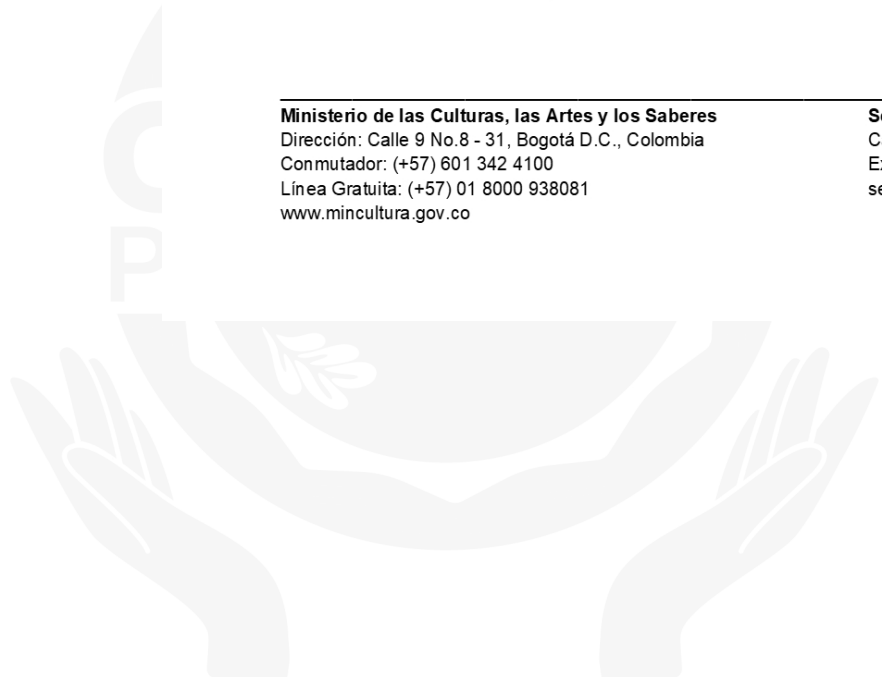 Ministerio de las Culturas, las Artes y los Saberes
Dirección: Calle 9 No.8 - 31, Bogotá D.C., Colombia
Conmutador: (+57) 601 342 4100
Línea Gratuita: (+57) 01 8000 938081
www.mincultura.gov.co